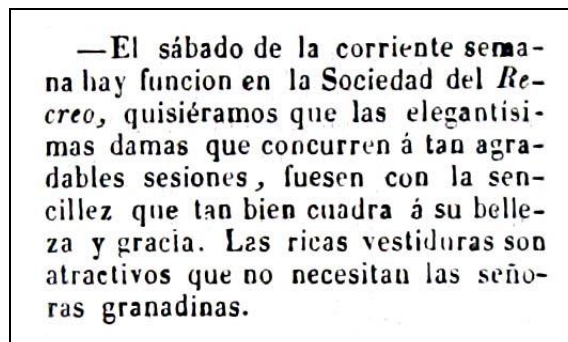 —El sábado de la corriente sema-
na hay funcion en la Sociedad del Re-
creo, quisiéramos que las elegantísi-
mas damas que concurren á tan agra-
dables sesiones, fuesen con la sen-
cillez que tan bien cuadra á su belle-
za y gracia. Las ricas vestiduras son
atractivos que no necesitan las seño-
ras granadinas.